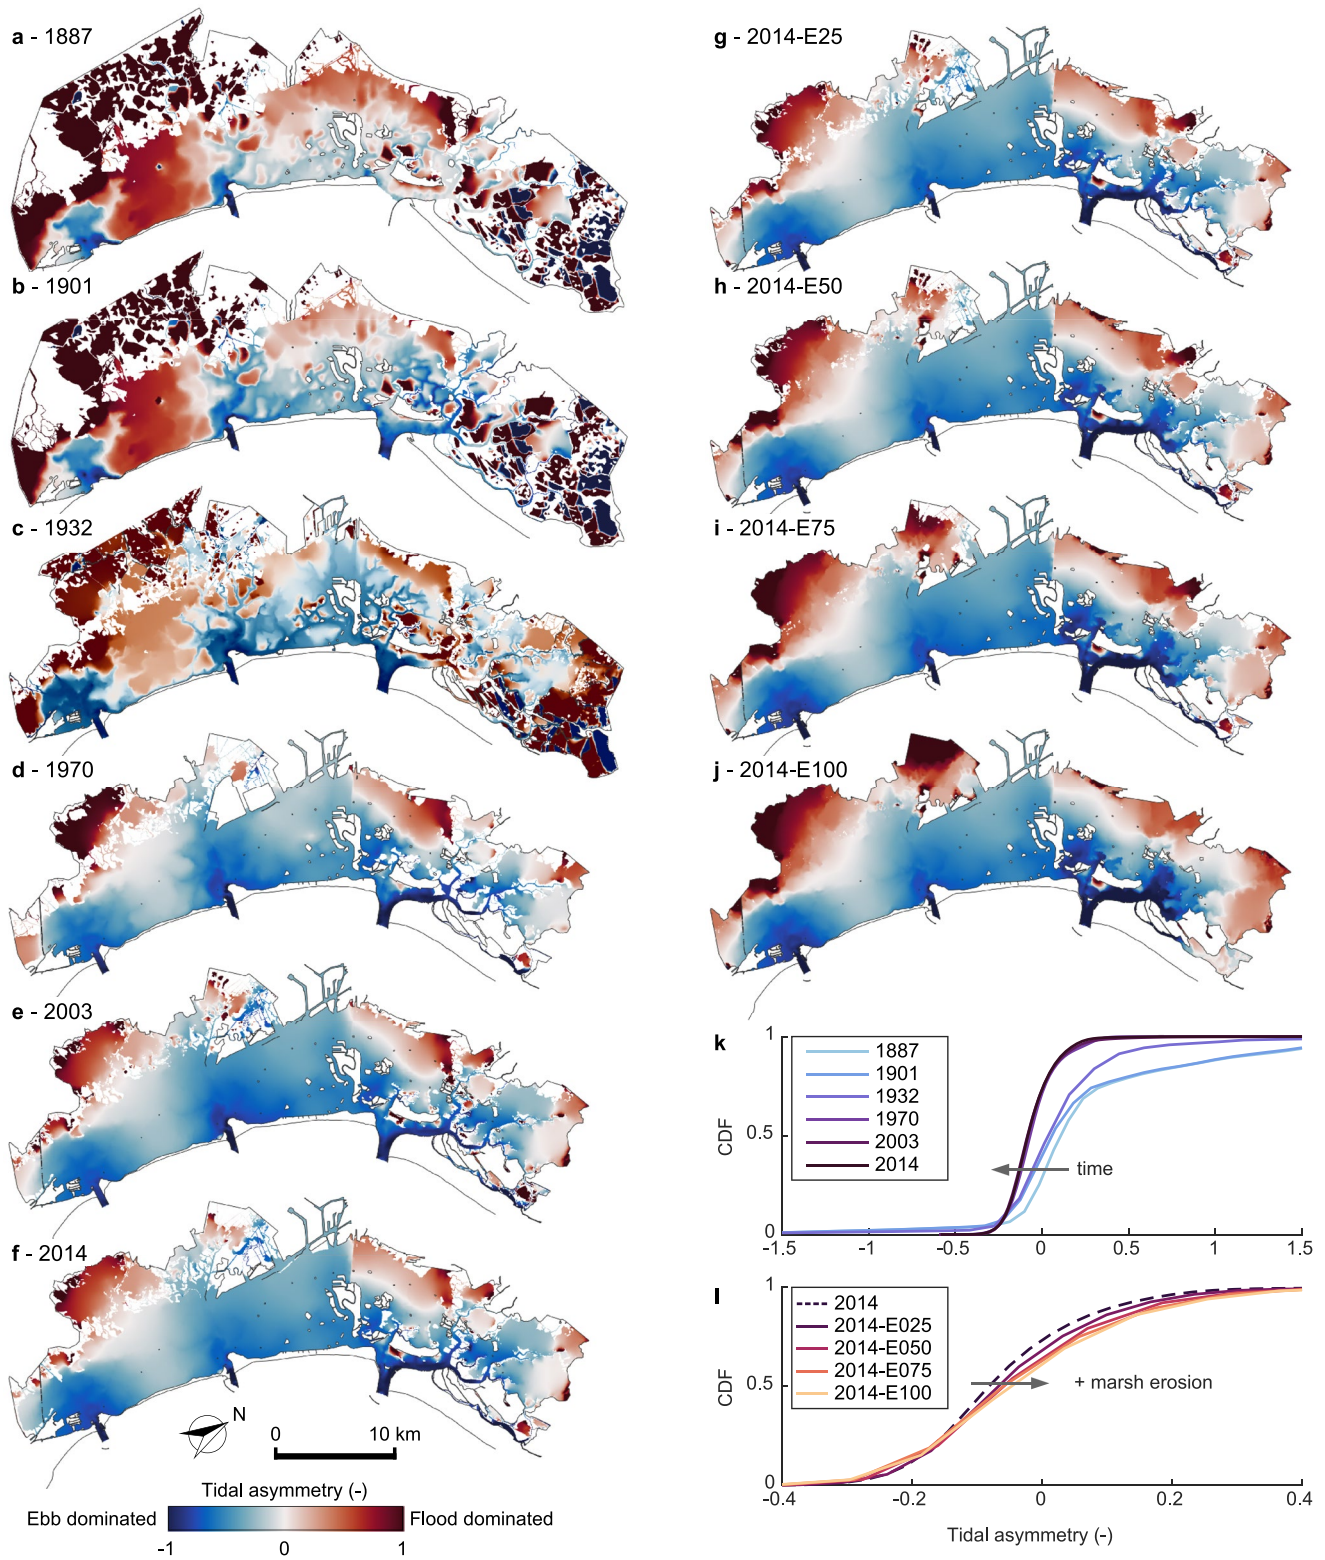 a - 1887
b - 1901
c - 1932
d - 1970
e - 2003
f - 2014
N
0 10 km
Tidal asymmetry (-)
Ebb dominated Flood dominated
-1 0 1
g - 2014-E25
h - 2014-E50
i - 2014-E75
j - 2014-E100
k
1
0.5
0
CDF
1887
1901
1932
1970
2003
2014
time
-1.5 -1 -0.5 0 0.5 1 1.5
l
1
0.5
0
CDF
2014
2014-E025
2014-E050
2014-E075
2014-E100
+ marsh erosion
-0.4 -0.2 0 0.2 0.4
Tidal asymmetry (-)